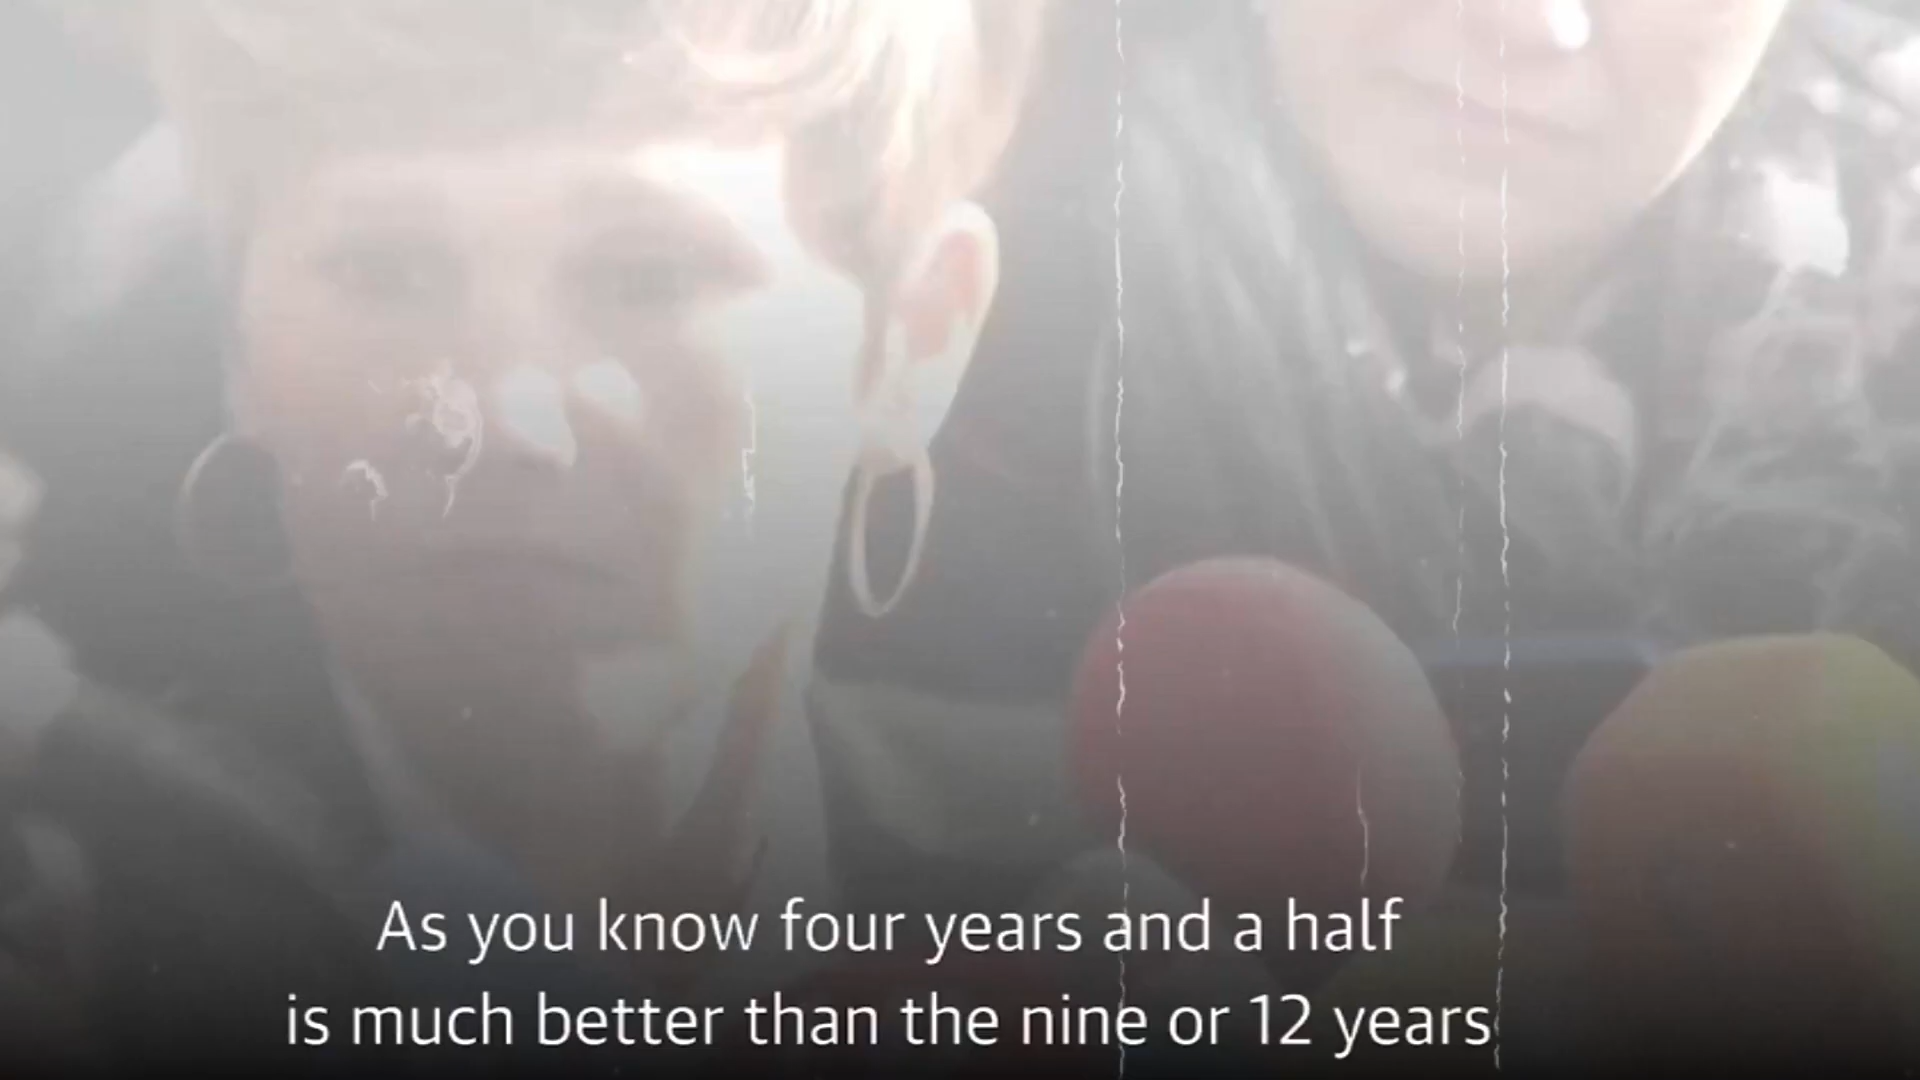 As you know four years and a half
is much better than the nine or 12 years